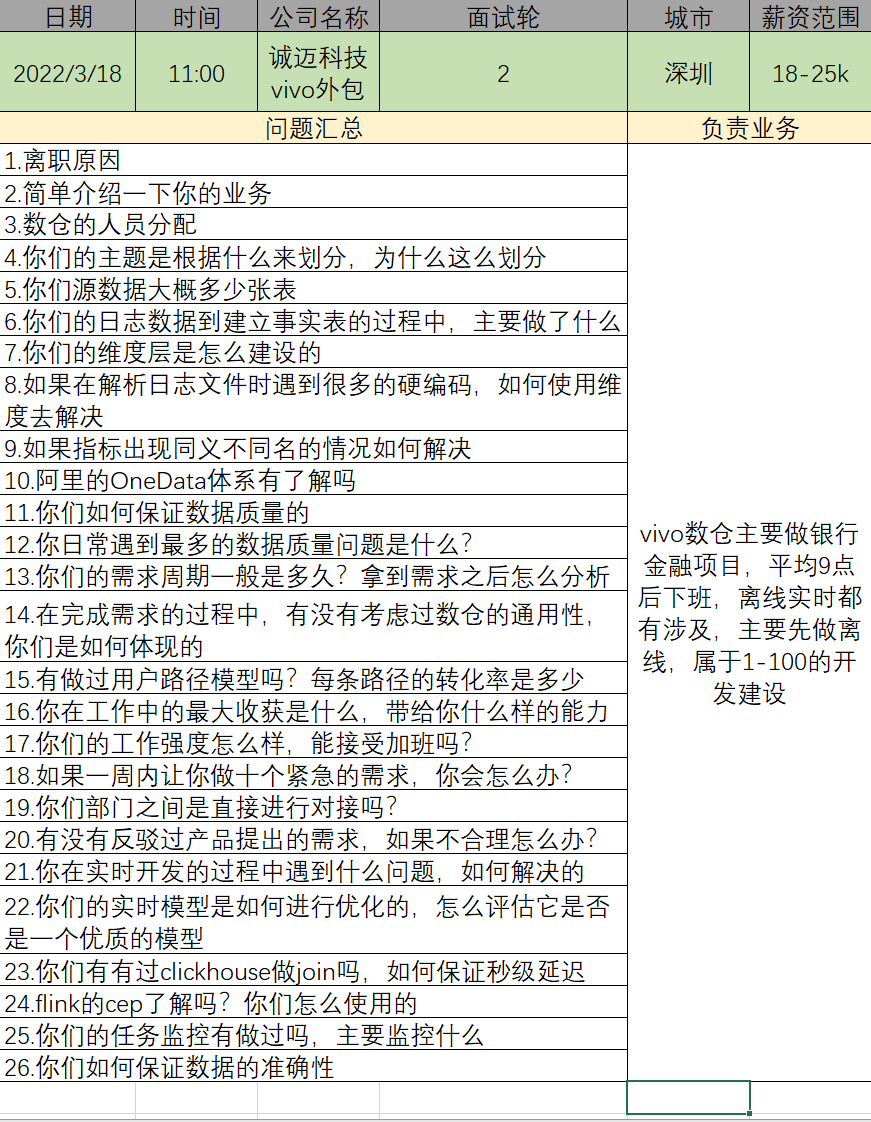 日期 时间 公司名称 面试轮 城市 薪资范围
2022/3/18 11:00 诚迈科技 2 深圳 18-25k
vivo外包
问题汇总 负责业务
1.离职原因
2.简单介绍一下你的业务
3.数仓的人员分配
4.你们的主题是根据什么来划分，为什么这么划分
5.你们源数据大概多少张表
6.你们的日志数据到建立事实表的过程中，主要做了什么
7.你们的维度层是怎么建设的
8.如果在解析日志文件时遇到很多的硬编码，如何使用维
度去解决
9.如果指标出现同义不同名的情况如何解决
10.阿里的OneData体系有了解吗
11.你们如何保证数据质量的
12.你日常遇到最多的数据质量问题是什么？
13.你们的需求周期一般是多久？拿到需求之后怎么分析
14.在完成需求的过程中，有没有考虑过数仓的通用性，
你们是如何体现的
15.有做过用户路径模型吗？每条路径的转化率是多少
16.你在工作中的最大收获是什么，带给你什么样的能力
17.你们的工作强度怎么样，能接受加班吗？
18.如果一周内让你做十个紧急的需求，你会怎么办？
19.你们部门之间是直接进行对接吗？
20.有没有反驳过产品提出的需求，如果不合理怎么办？
21.你在实时开发的过程中遇到什么问题，如何解决的
22.你们的实时模型是如何进行优化的，怎么评估它是否
是一个优质的模型
23.你们有有过clickhouse做join吗，如何保证秒级延迟
24.flink的cep了解吗？你们怎么使用的
25.你们的任务监控有做过吗，主要监控什么
26.你们如何保证数据的准确性
vivo数仓主要做银行
金融项目，平均9点
后下班，离线实时都
有涉及，主要先做离
线，属于1-100的开
发建设